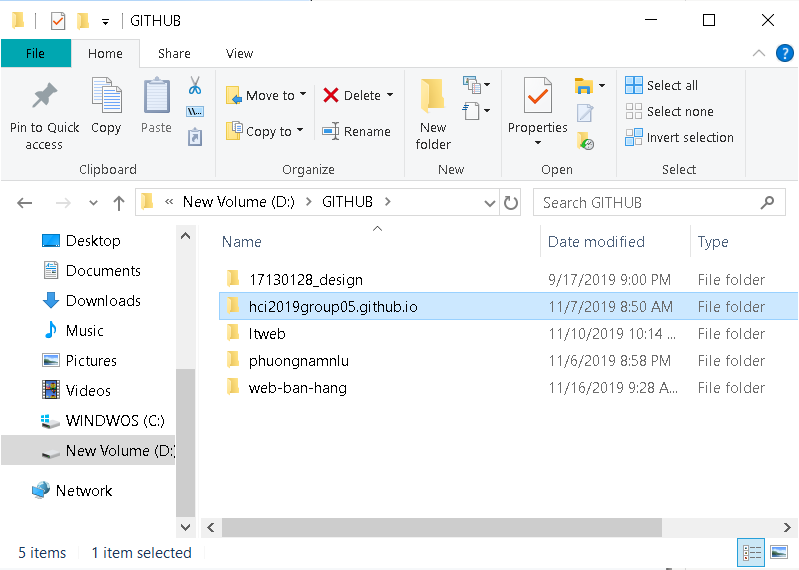 GITHUB
File Home Share View
Pin to Quick access
Copy
Paste
Move to
Copy to
Delete
Rename
New folder
Properties
Select all
Select none
Invert selection
Clipboard Organize New Open Select
« New Volume (D:) > GITHUB >
Search GITHUB
Desktop
Documents
Downloads
Music
Pictures
Videos
WINDWOS (C:)
New Volume (D:
Network
Name Date modified Type
17130128_design 9/17/2019 9:00 PM File folder
hci2019group05.github.io 11/7/2019 8:50 AM File folder
ltweb 11/10/2019 10:14 ... File folder
phuongnamnlu 11/6/2019 8:58 PM File folder
web-ban-hang 11/16/2019 9:28 A... File folder
5 items 1 item selected